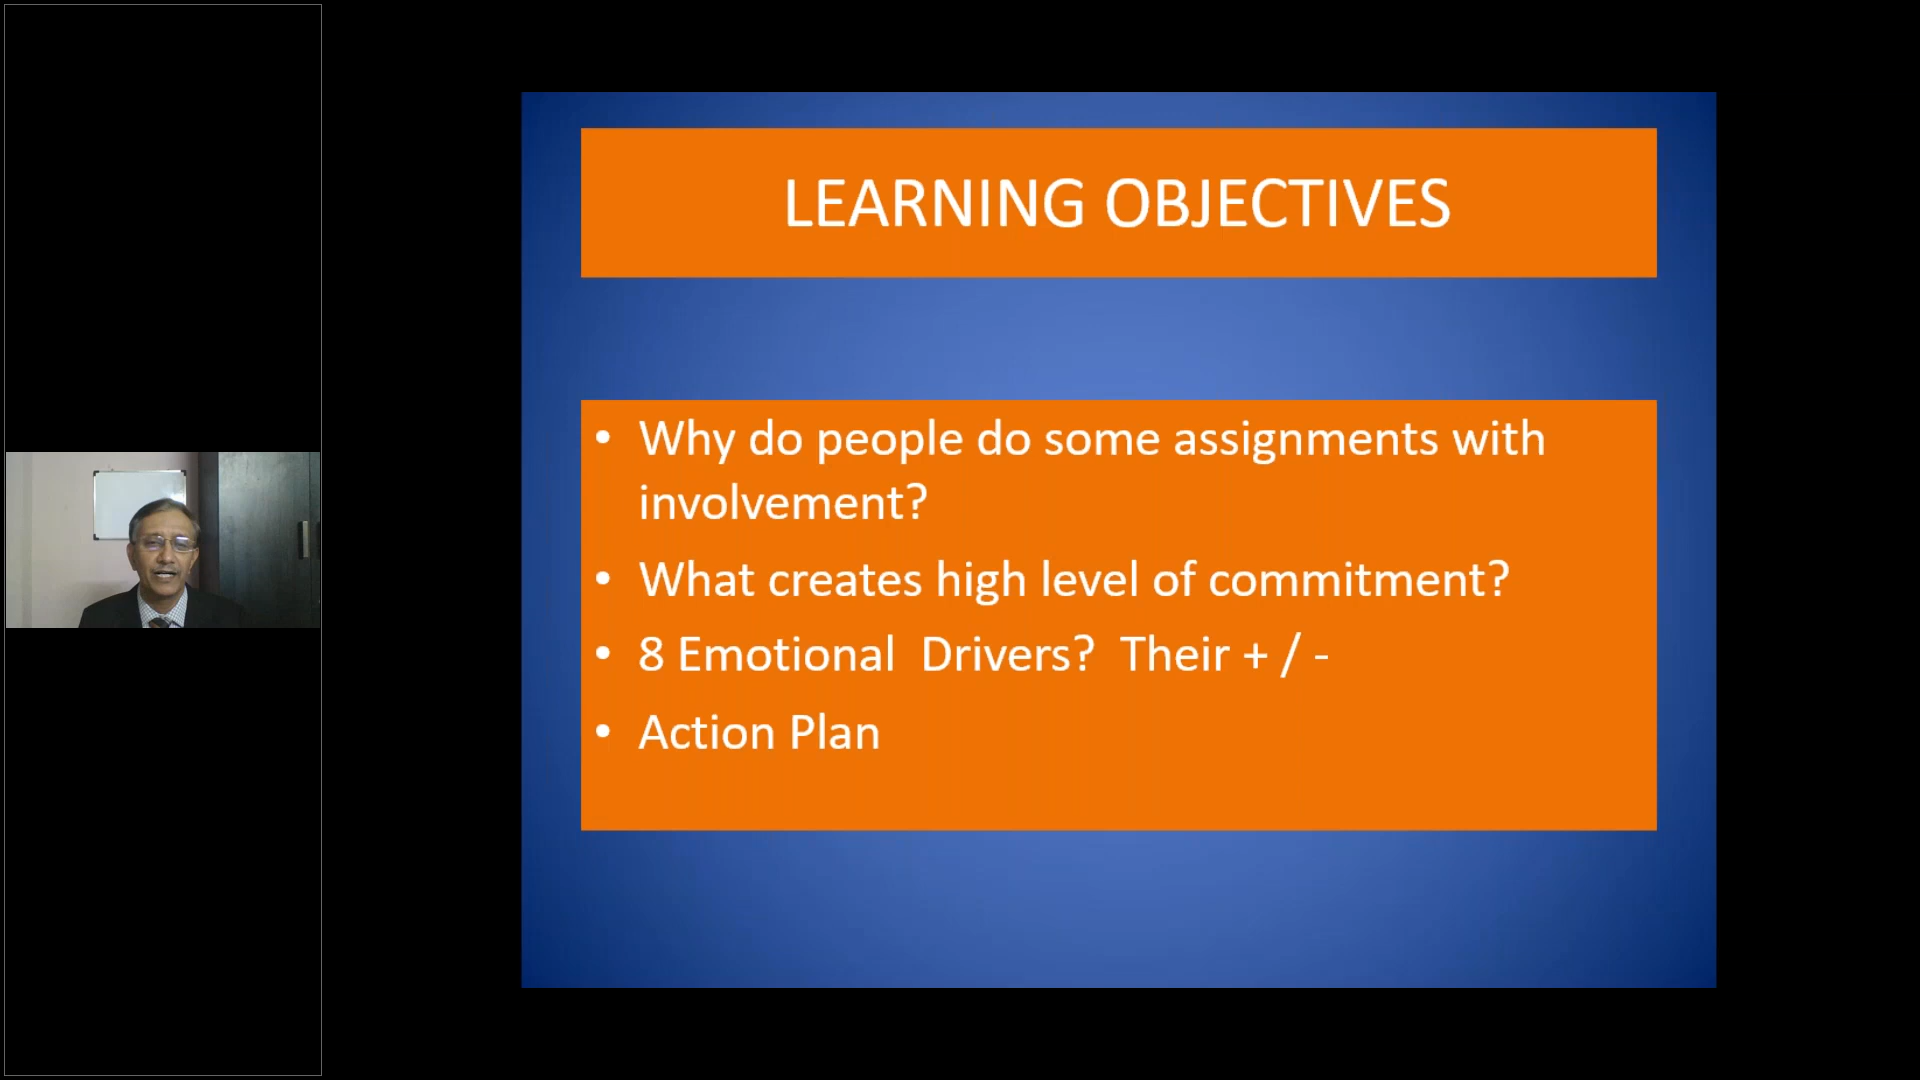 LEARNING OBJECTIVES
• Why do people do some assignments with
involvement?
• What creates high level of commitment?
• 8 Emotional  Drivers?  Their + / -
• Action Plan